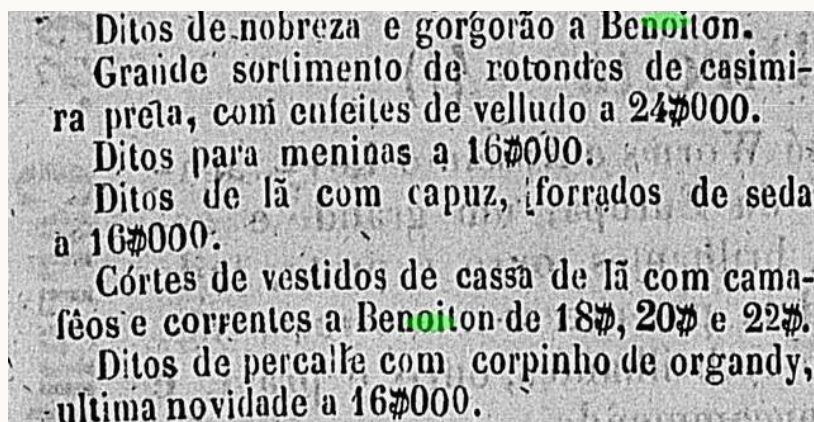 Ditos de nobreza e gorgorão a Benoiton.
Grande sortimento de rotondes de casimi-
ra preta, com enfeites de velludo a 24$000.
Ditos para meninas a 16$000.
Ditos de lã com capuz, forrados de seda
a 16$000.
Córtes de vestidos de cassa de lã com cama-
fêos e correntes a Benoiton de 18$, 20$ e 22$.
Ditos de percalle com corpinho de organdy,
ultima novidade a 16$000.